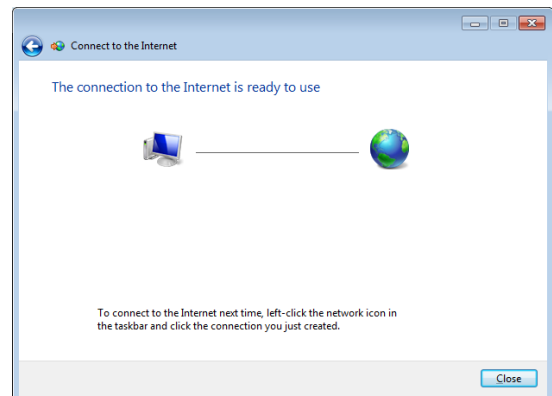 Connect to the Internet
The connection to the Internet is ready to use
To connect to the Internet next time, left-click the network icon in
the taskbar and click the connection you just created.
Close